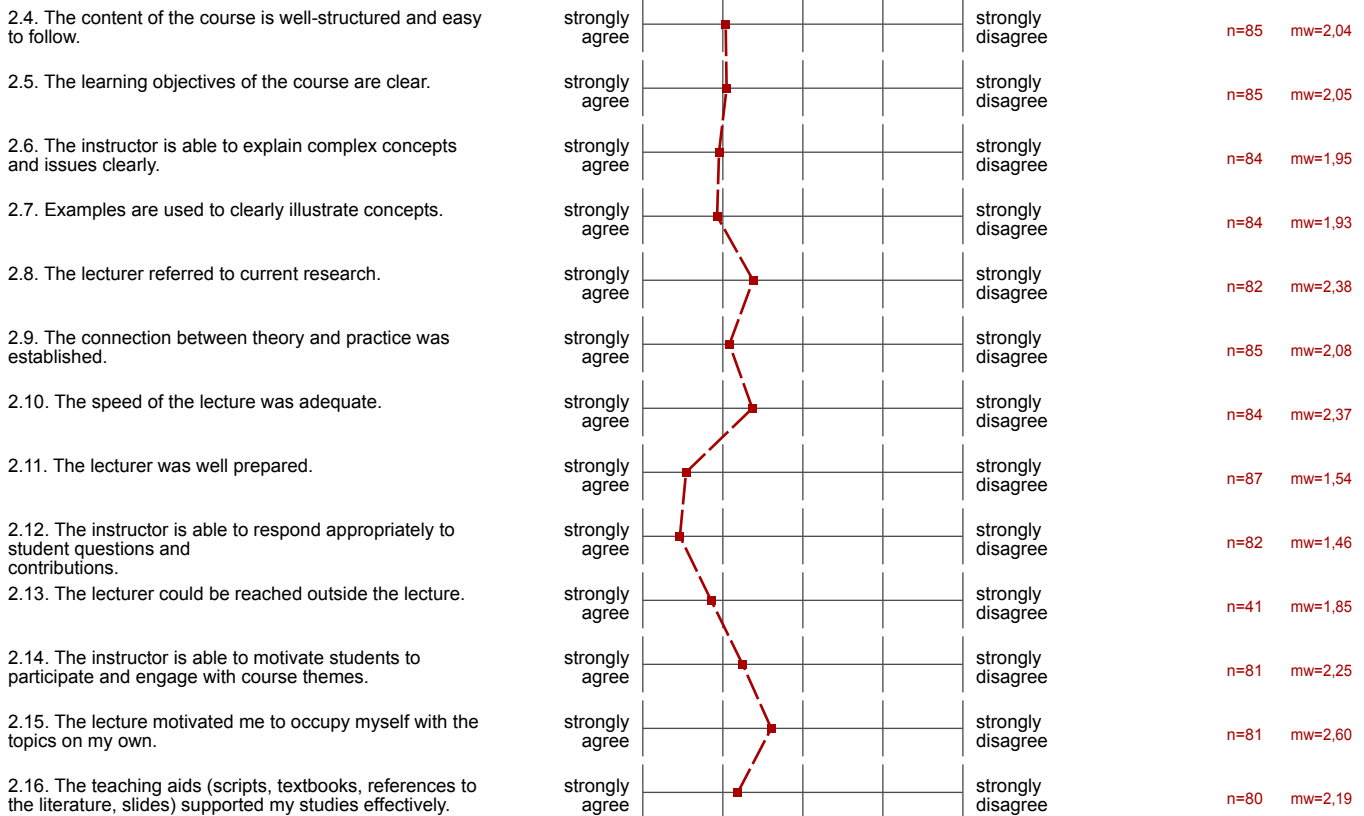 2.4. The content of the course is well-structured and easy
to follow.
strongly
agree
strongly
disagree
n=85 mw=2,04
2.5. The learning objectives of the course are clear.
strongly
agree
strongly
disagree
n=85 mw=2,05
2.6. The instructor is able to explain complex concepts
and issues clearly.
strongly
agree
strongly
disagree
n=84 mw=1,95
2.7. Examples are used to clearly illustrate concepts.
strongly
agree
strongly
disagree
n=84 mw=1,93
2.8. The lecturer referred to current research.
strongly
agree
strongly
disagree
n=82 mw=2,38
2.9. The connection between theory and practice was
established.
strongly
agree
strongly
disagree
n=85 mw=2,08
2.10. The speed of the lecture was adequate.
strongly
agree
strongly
disagree
n=84 mw=2,37
2.11. The lecturer was well prepared.
strongly
agree
strongly
disagree
n=87 mw=1,54
2.12. The instructor is able to respond appropriately to
student questions and
contributions.
strongly
agree
strongly
disagree
n=82 mw=1,46
2.13. The lecturer could be reached outside the lecture.
strongly
agree
strongly
disagree
n=41 mw=1,85
2.14. The instructor is able to motivate students to
participate and engage with course themes.
strongly
agree
strongly
disagree
n=81 mw=2,25
2.15. The lecture motivated me to occupy myself with the
topics on my own.
strongly
agree
strongly
disagree
n=81 mw=2,60
2.16. The teaching aids (scripts, textbooks, references to
the literature, slides) supported my studies effectively.
strongly
agree
strongly
disagree
n=80 mw=2,19